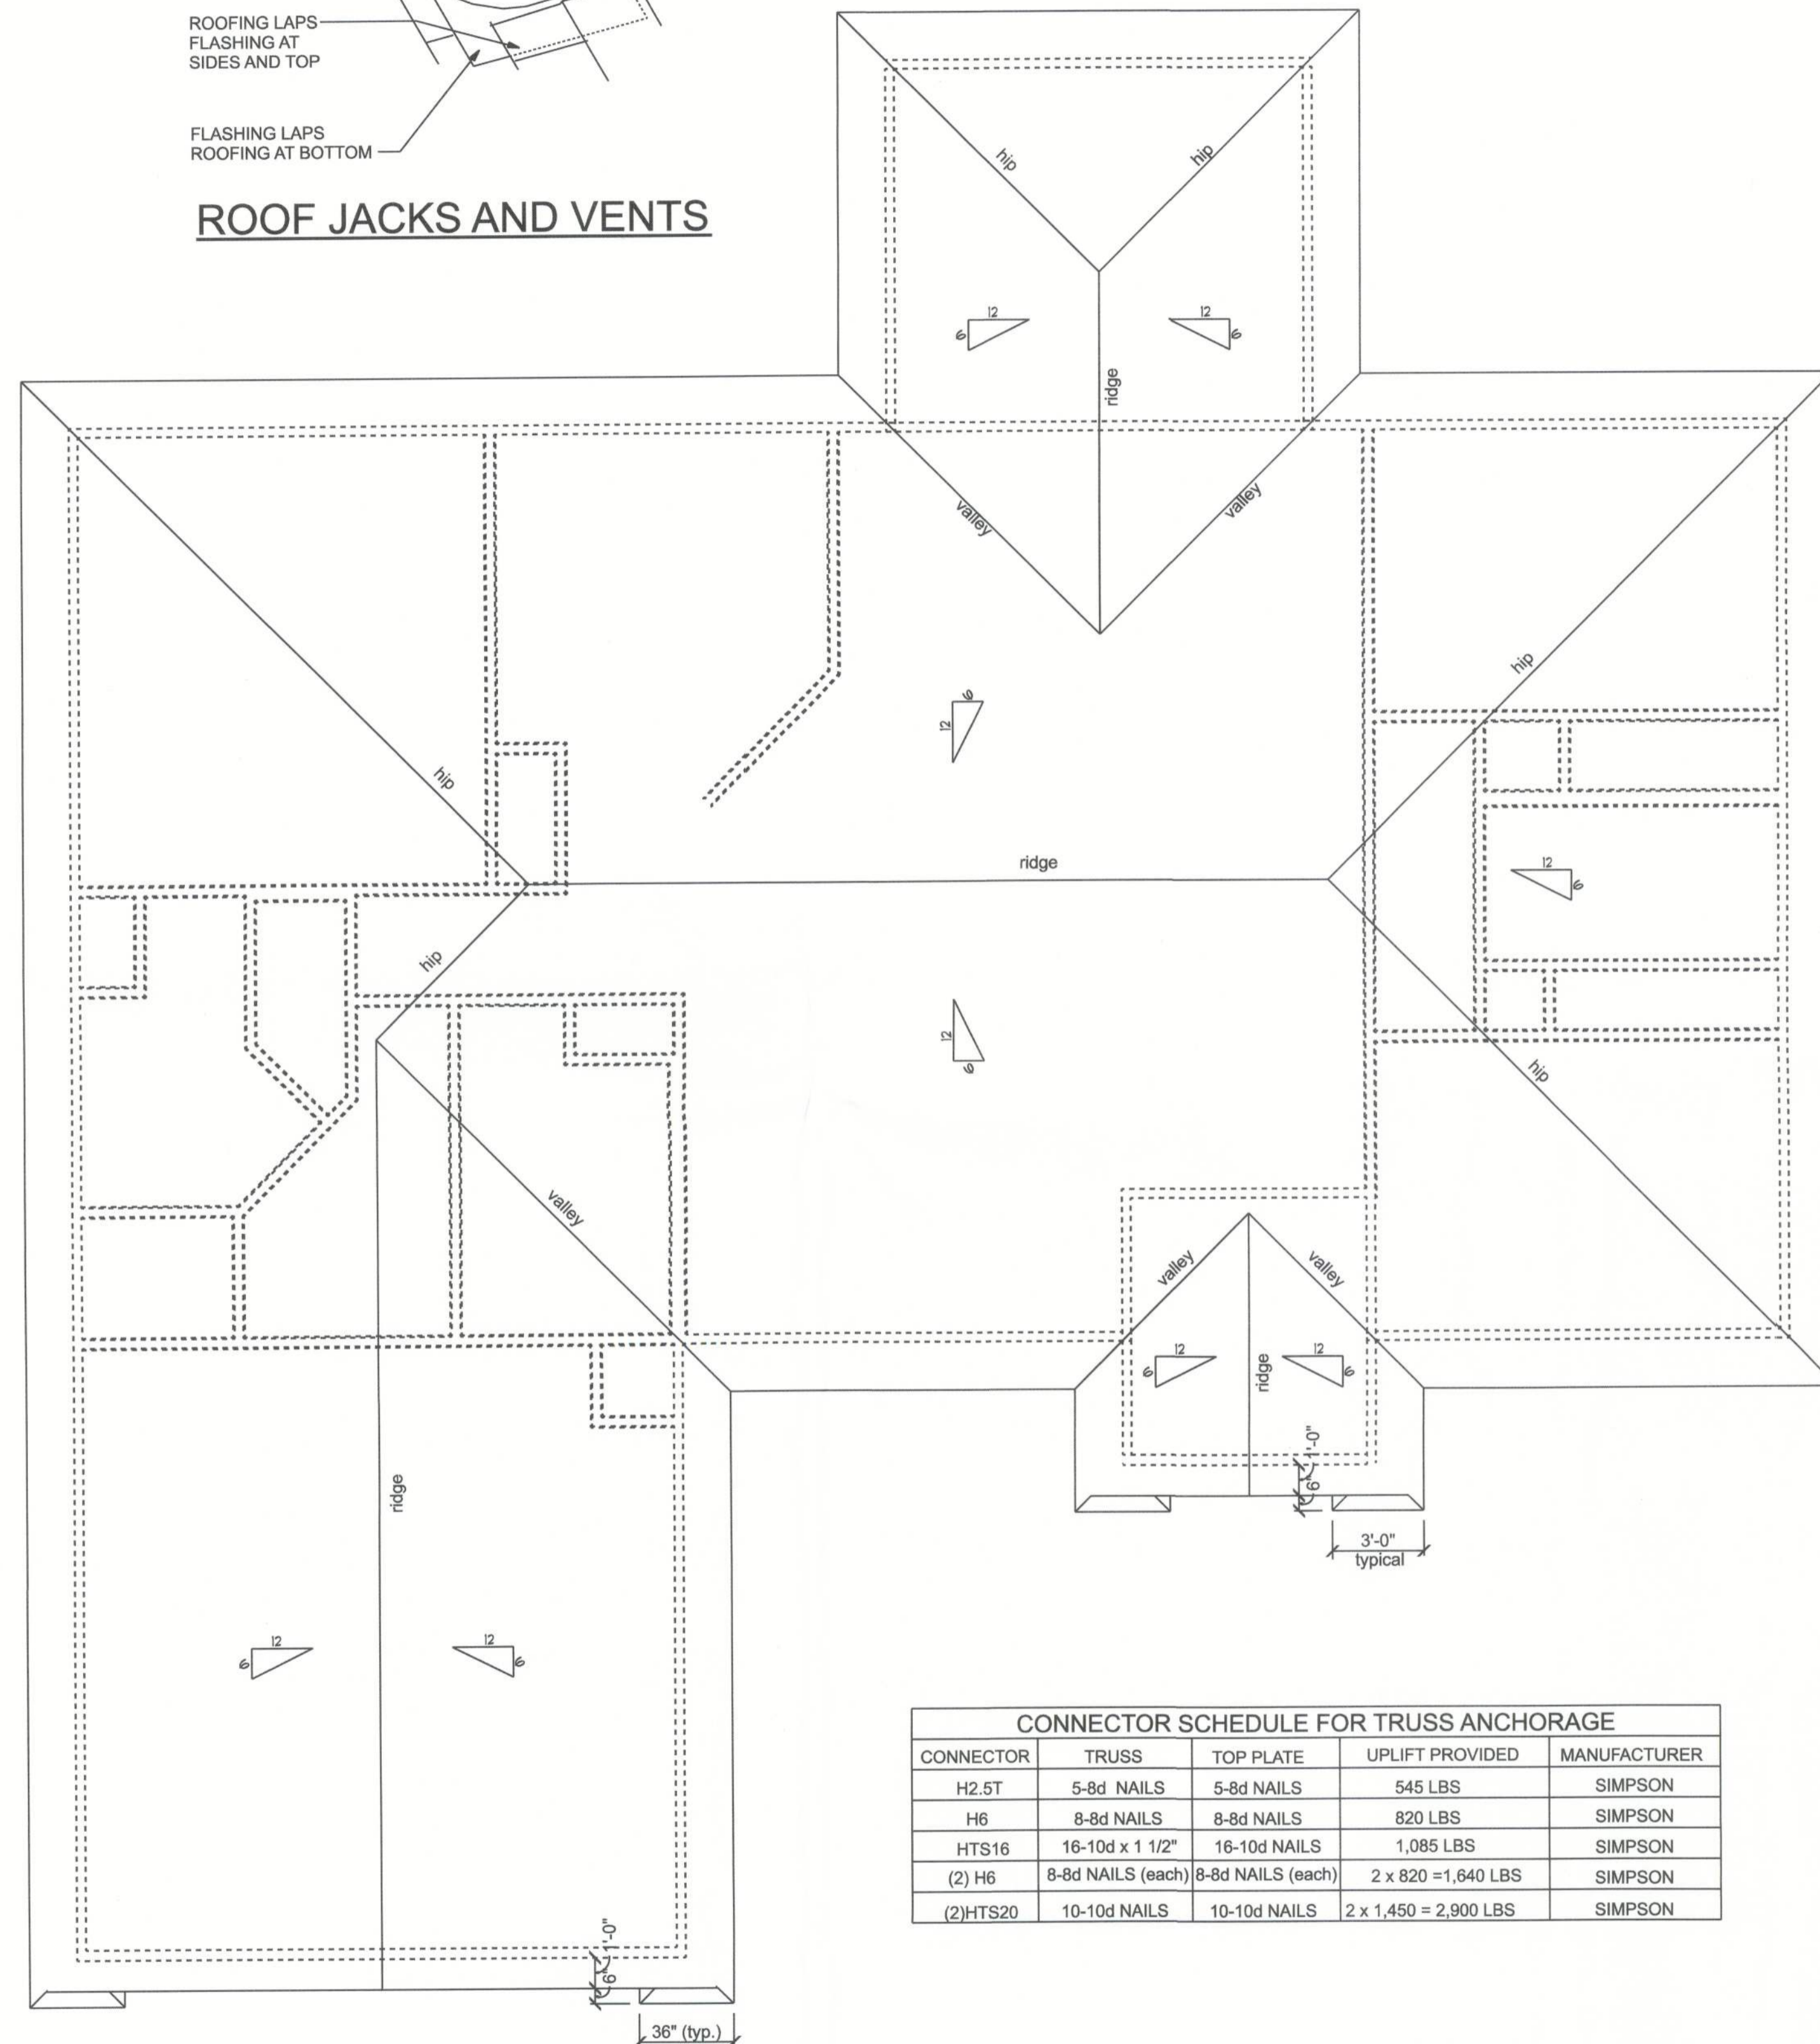 ROOFING LAPS
FLASHING AT
SIDES AND TOP
FLASHING LAPS
ROOFING AT BOTTOM
ROOF JACKS AND VENTS
hip
hip
12
6
12
6
ridge
valley
valley
6
12
hip
hip
ridge
12
6
hip
12
6
hip
valley
valley
valley
12
6
12
6
ridge
1'-0"
6"
3'-0"
typical
ridge
12
6
12
6
1'-0"
6"
36" (typ.)
CONNECTOR SCHEDULE FOR TRUSS ANCHORAGE
CONNECTOR TRUSS TOP PLATE UPLIFT PROVIDED MANUFACTURER
H2.5T 5-8d NAILS 5-8d NAILS 545 LBS SIMPSON
H6 8-8d NAILS 8-8d NAILS 820 LBS SIMPSON
HTS16 16-10d x 1 1/2" 16-10d NAILS 1,085 LBS SIMPSON
(2) H6 8-8d NAILS (each) 8-8d NAILS (each) 2 x 820 =1,640 LBS SIMPSON
(2)HTS20 10-10d NAILS 10-10d NAILS 2 x 1,450 = 2,900 LBS SIMPSON